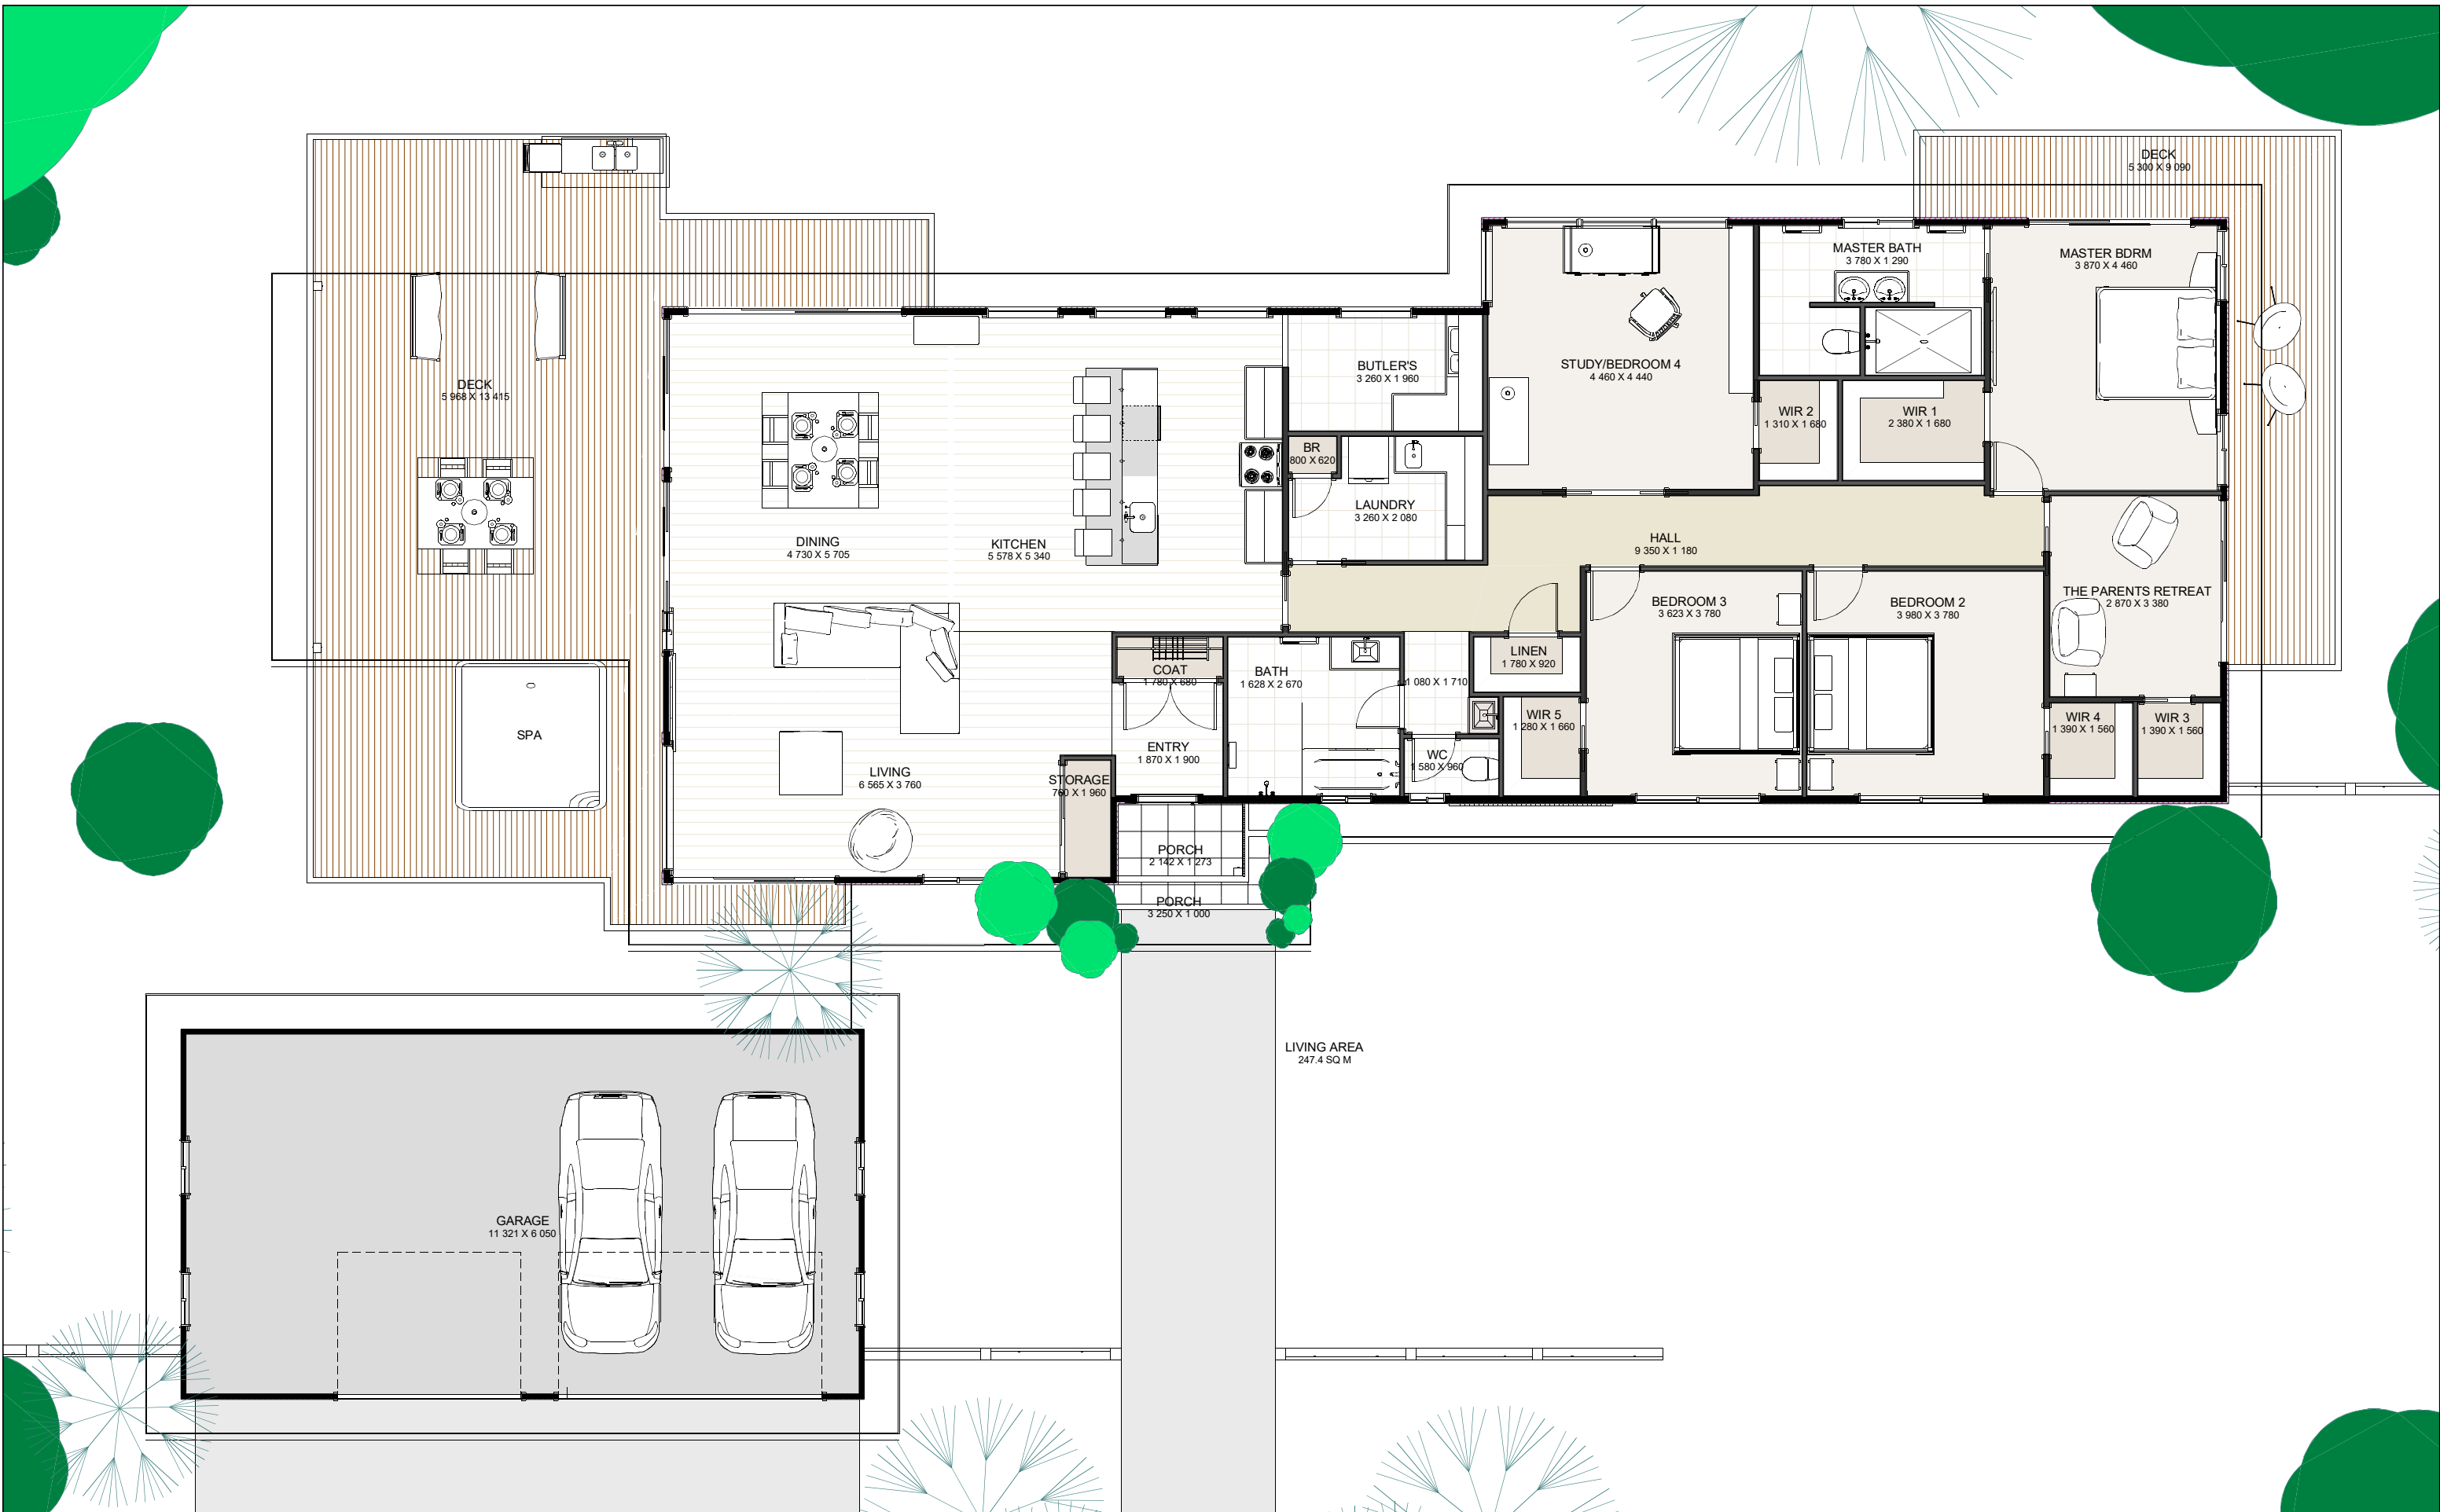 DECK
5 300 X 9 090
MASTER BATH
3 780 X 1 290
MASTER BDRM
3 870 X 4 460
BUTLER'S
3 260 X 1 960
STUDY/BEDROOM 4
4 460 X 4 440
DECK
5 968 X 13 415
WIR 2
1 310 X 1 680
WIR 1
2 380 X 1 680
BR
800 X 620
LAUNDRY
3 260 X 2 080
DINING
4 730 X 5 705
KITCHEN
5 578 X 5 340
HALL
9 350 X 1 180
BEDROOM 3
3 623 X 3 780
BEDROOM 2
3 980 X 3 780
THE PARENTS RETREAT
2 870 X 3 380
COAT
1 780 X 680
BATH
1 628 X 2 670
1 080 X 1 710
LINEN
1 780 X 920
SPA
WIR 5
1 280 X 1 660
WIR 4
1 390 X 1 560
WIR 3
1 390 X 1 560
ENTRY
1 870 X 1 900
WC
1 580 X 960
LIVING
6 565 X 3 760
STORAGE
760 X 1 960
PORCH
2 142 X 1 273
PORCH
3 250 X 1 000
LIVING AREA
247.4 SQ M
GARAGE
11 321 X 6 050